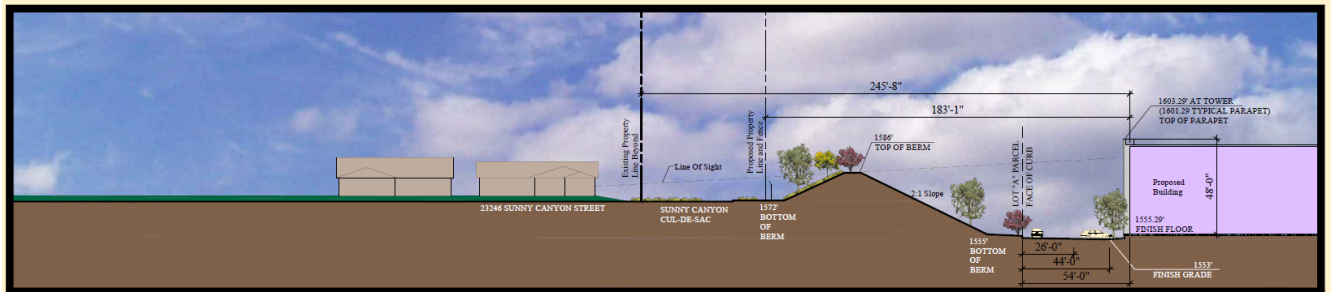 245'-8"
183'-1"
1603.29' AT TOWER
(1601.29 TYPICAL PARAPET)
TOP OF PARAPET
Existing Property
Line Beyond
Proposed Property
Line and Fence
1586'
TOP OF BERM
Line Of Sight
LOT "A" PARCEL
FACE OF CURB
2:1 Slope
Proposed
Building
48'-0"
23246 SUNNY CANYON STREET
SUNNY CANYON
CUL-DE-SAC
1572'
BOTTOM
OF
BERM
1555.29'
FINISH FLOOR
1555'
BOTTOM
OF
BERM
26'-0"
44'-0"
54'-0"
1553'
FINISH GRADE